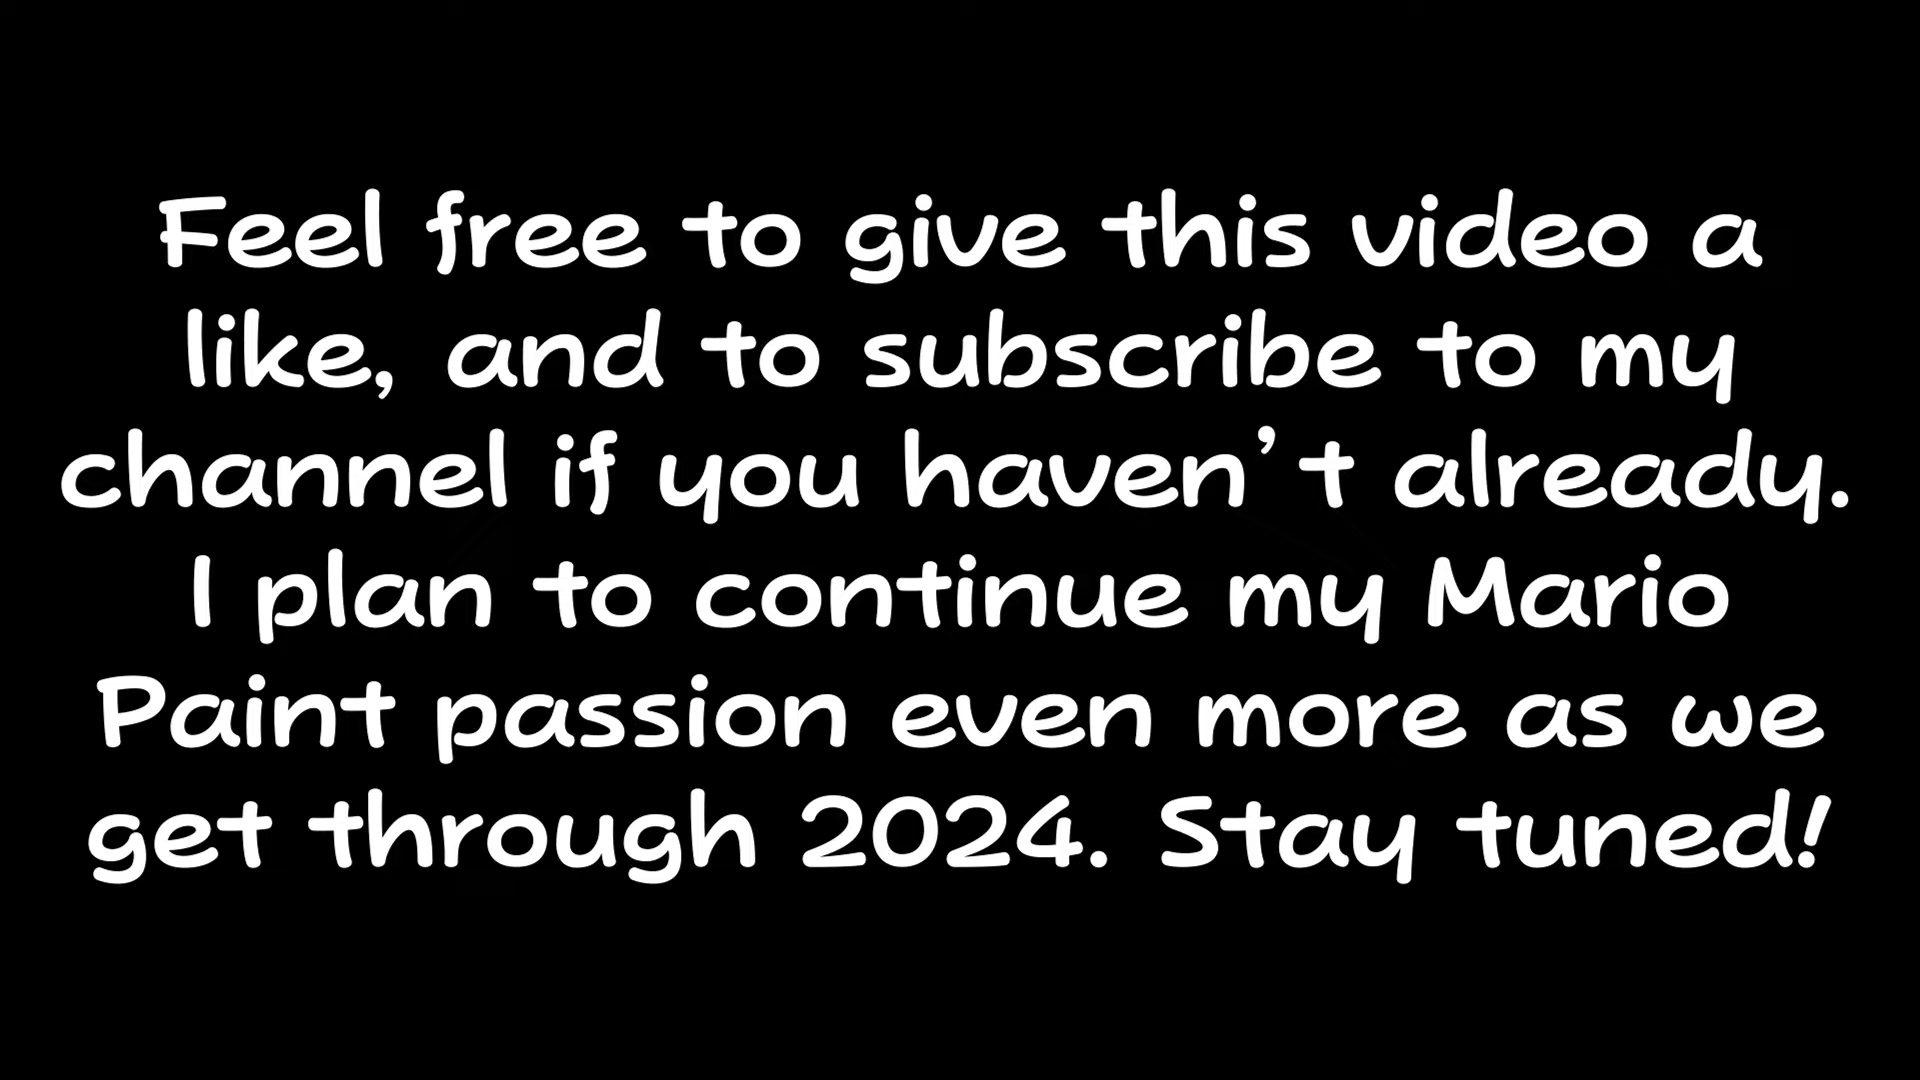 Feel free to give this video a
like, and to subscribe to my
channel if you haven't already.
I plan to continue my Mario
Paint passion even more as we
get through 2024. Stay tuned!